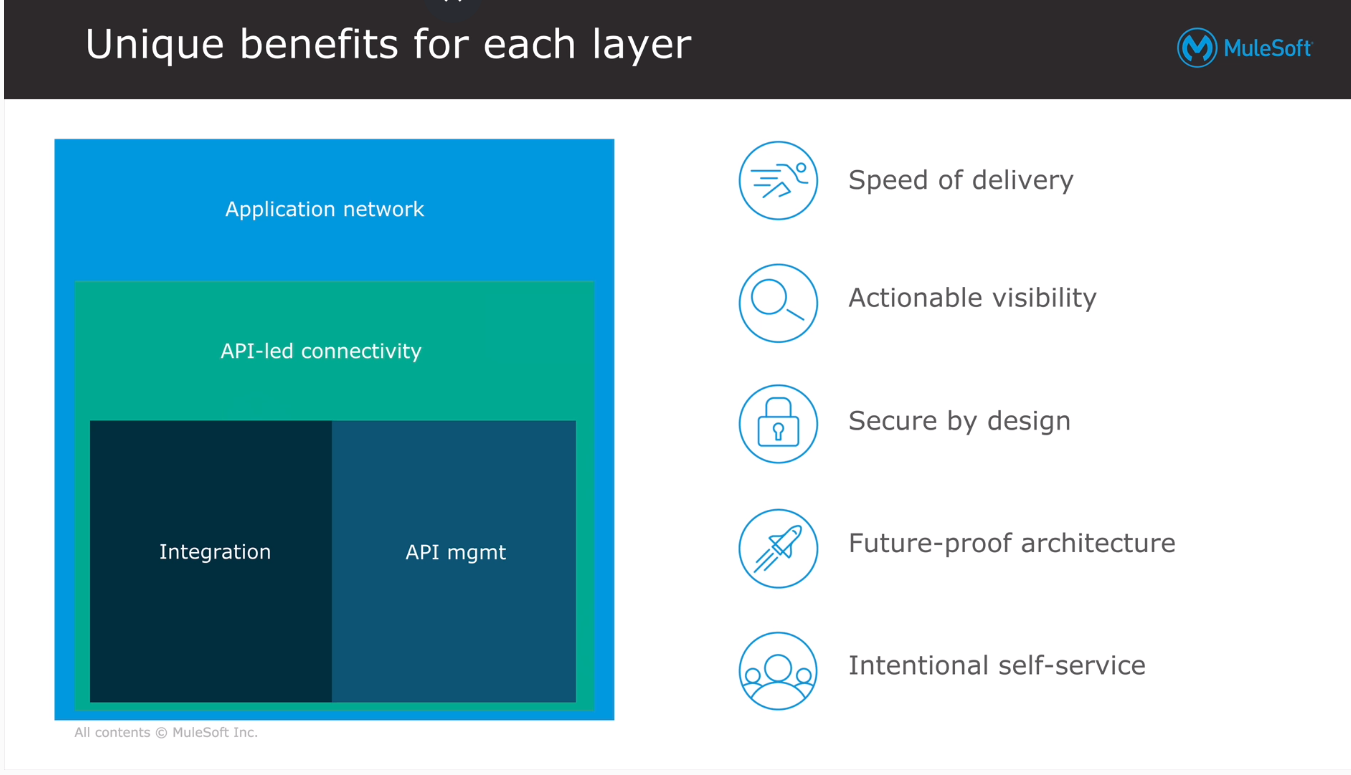 Unique benefits for each layer
MuleSoft
Application network
API-led connectivity
Integration
API mgmt
Speed of delivery
Actionable visibility
Secure by design
Future-proof architecture
Intentional self-service
All contents © MuleSoft Inc.